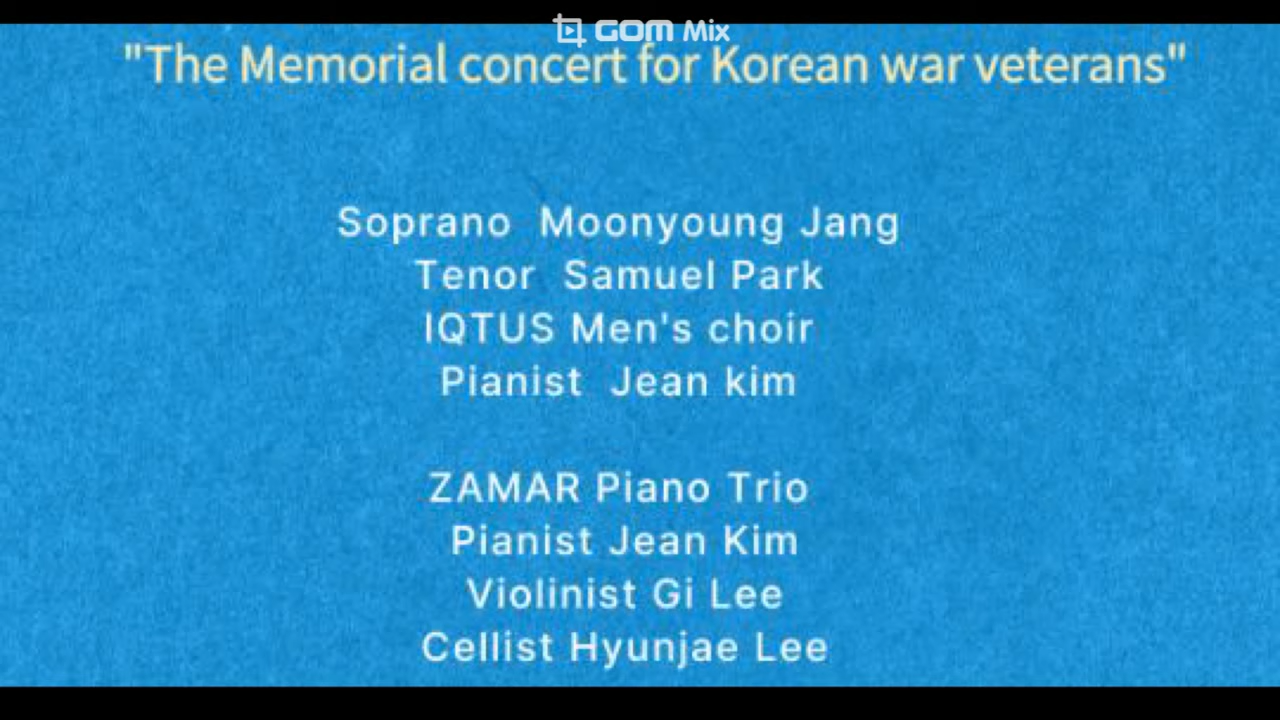 GOM Mix
"The Memorial concert for Korean war veterans"
Soprano Moonyoung Jang
Tenor Samuel Park
IQTUS Men's choir
Pianist Jean kim
ZAMAR Piano Trio
Pianist Jean Kim
Violinist Gi Lee
Cellist Hyunjae Lee